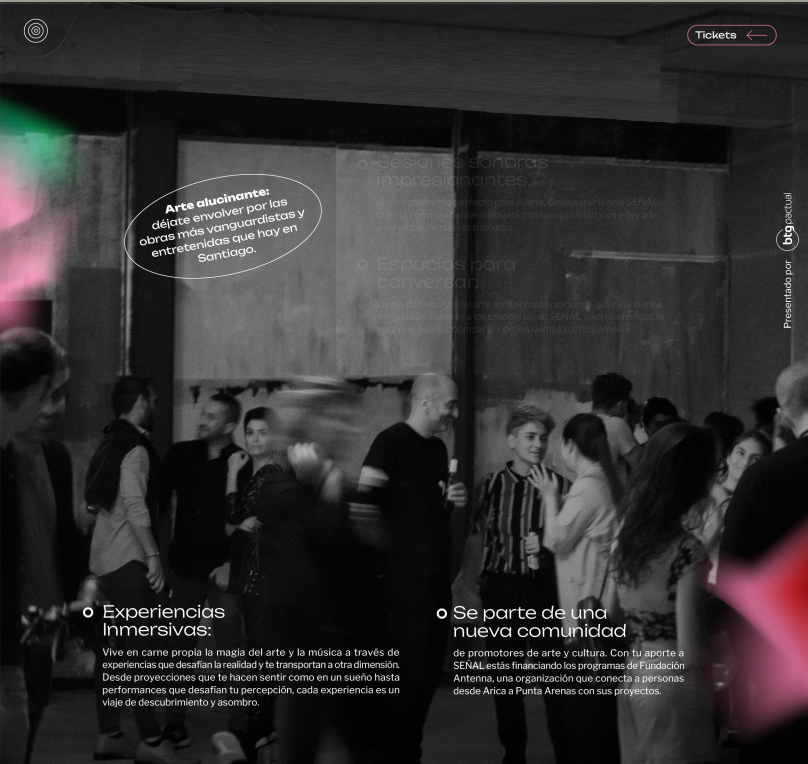 Tickets
Arte alucinante:
déjate envolver por las
obras más vanguardistas y
entretenidas que hay en
Santiago.
Sesiones sonoras
impresionantes.
Espacios para
conversar:
Presentado por btgpactual
Experiencias
Inmersivas:
Vive en carne propia la magia del arte y la música a través de
experiencias que desafían la realidad y te transportan a otra dimensión.
Desde proyecciones que te hacen sentir como en un sueño hasta
performances que desafían tu percepción, cada experiencia es un
viaje de descubrimiento y asombro.
Se parte de una
nueva comunidad
de promotores de arte y cultura. Con tu aporte a
SEÑAL estás financiando los programas de Fundación
Antenna, una organización que conecta a personas
desde Arica a Punta Arenas con sus proyectos.